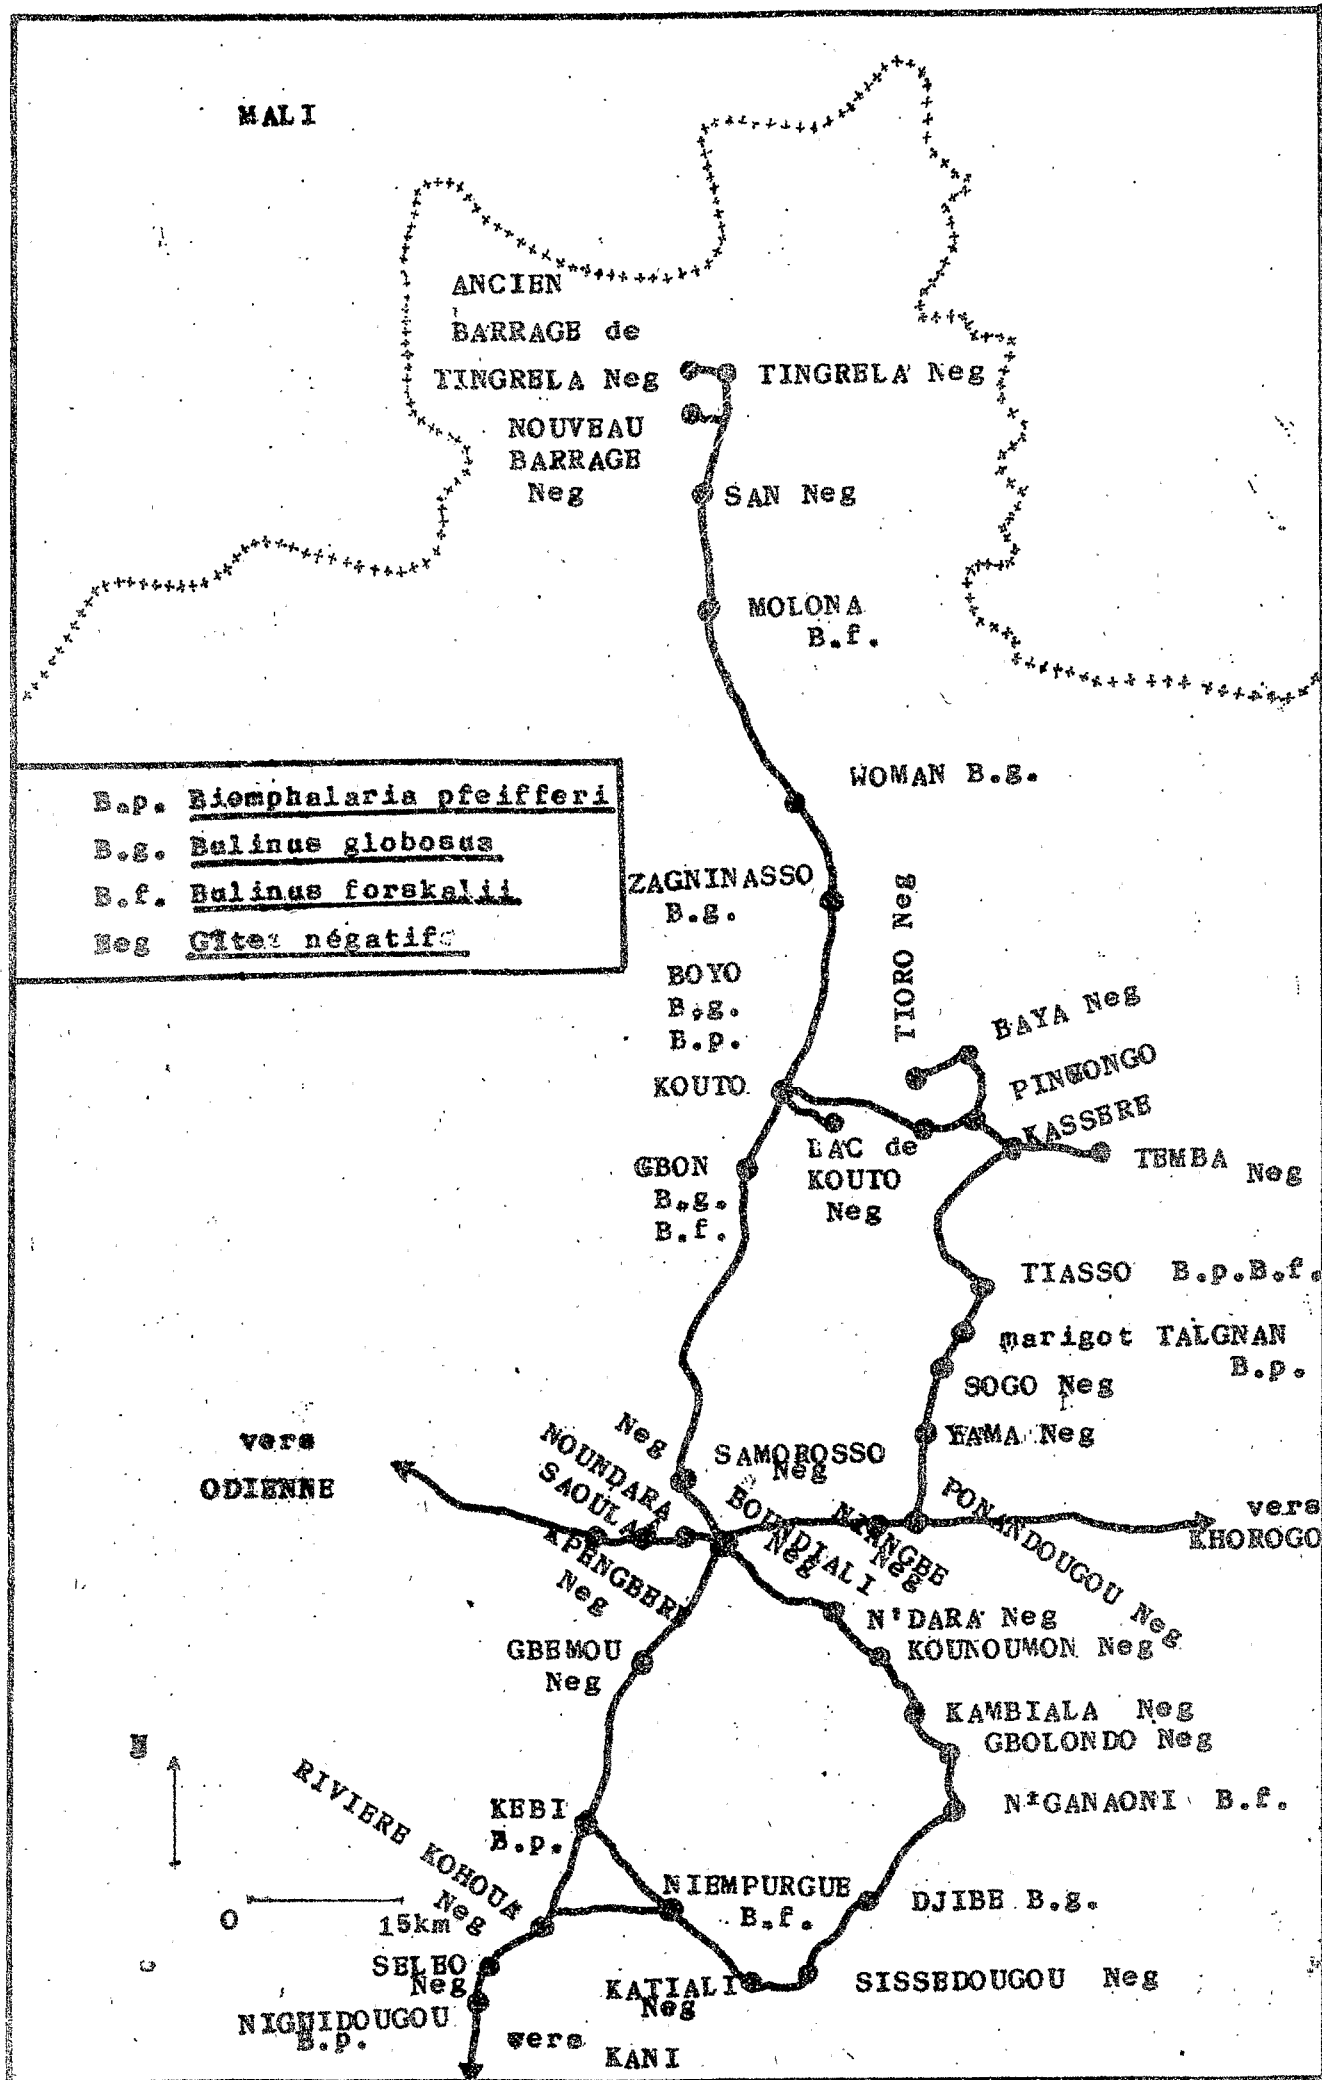 MALI
ANCIEN
BARRAGE de
TINGRELA Neg
TINGRELA Neg
NOUVEAU
BARRAGE
Neg
SAN Neg
MOLONA
B.f.
WOMAN B.g.
B.p. Biomphalaria pfeifferi
B.g. Bulinus globosus
B.f. Bulinus forskalii
Neg Gîtes négatifs
ZAGNINASSO
B.g.
TIORO Neg
BOYO
B.g.
B.p.
BAYA Neg
KOUTO
PINGONGO
KASSERE
LAC de
KOUTO
Neg
TEMBA Neg
GBON
B.g.
B.f.
TIASSO B.p.B.f.
marigot TALGNAN
B.p.
SOGO Neg
YAMA Neg
vers
ODIENNE
Neg
NOUNDARA
SAOULA
SAMOROSSO
Neg
BOUNDIALI
Neg
NIANGBE
Neg
PONANDOUGOU Neg
vers
KHOROGO
KPENGBERE
Neg
N'DARA Neg
KOUNOUMON Neg
GBEMOU
Neg
KAMBIALA Neg
GBOLONDO Neg
N
RIVIERE KOHOUA
Neg
KEBI
B.p.
N'GANAONI B.f.
NIEMPURGUE
B.f.
DJIBE B.g.
0 15km
SELEO
Neg
KATIALI
Neg
SISSEDOUGOU Neg
NIGUIDOUGOU
B.p.
vers
KANI